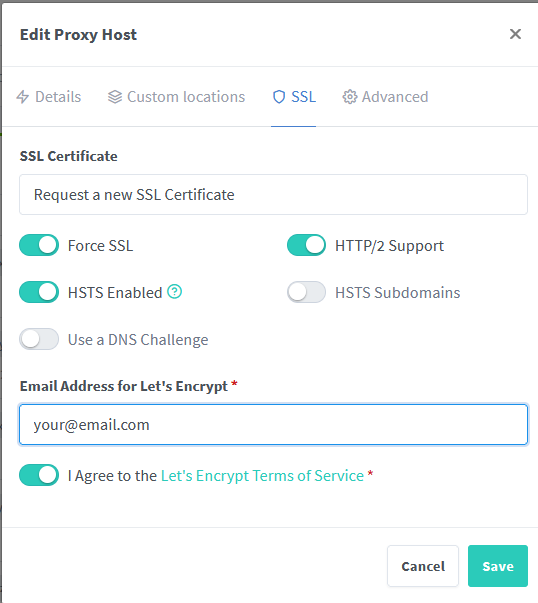 Edit Proxy Host
Details Custom locations SSL Advanced
SSL Certificate
Request a new SSL Certificate
Force SSL HTTP/2 Support
HSTS Enabled HSTS Subdomains
Use a DNS Challenge
Email Address for Let's Encrypt *
your@email.com
I Agree to the Let's Encrypt Terms of Service *
Cancel Save